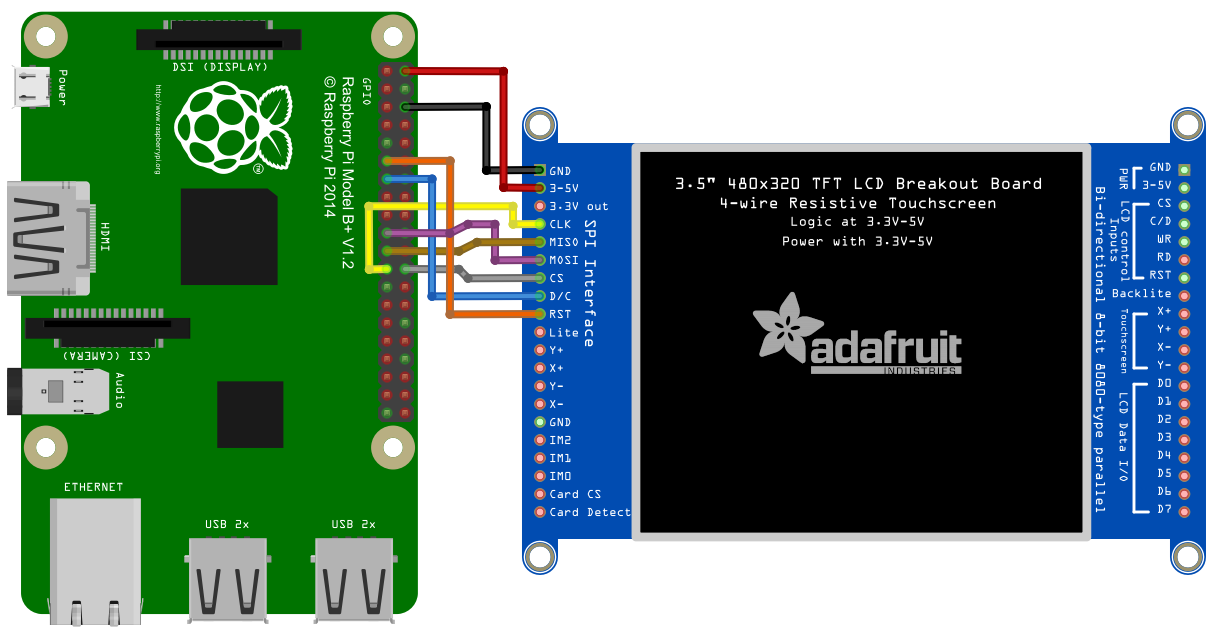 DSI (DISPLAY)
Power
http://www.raspberrypi.org
GPIO
Raspberry Pi Model B+ V1.2
© Raspberry Pi 2014
HDMI
CSI (CAMERA)
Audio
ETHERNET
USB 2x
USB 2x
GND
3-5V
3.3V out
CLK
MISO
MOSI
CS
D/C
RST
Lite
Y+
X+
Y-
X-
GND
IM2
IM1
IM0
Card CS
Card Detect
SPI Interface
3.5" 480x320 TFT LCD Breakout Board
4-wire Resistive Touchscreen
Logic at 3.3V-5V
Power with 3.3V-5V
adafruit
INDUSTRIES
Bi-directional 8-bit 8080-type parallel
PWR
LCD control
Inputs
Touchscreen
LCD Data I/O
GND
3-5V
CS
C/D
WR
RD
RST
Backlite
X+
Y+
X-
Y-
D0
D1
D2
D3
D4
D5
D6
D7